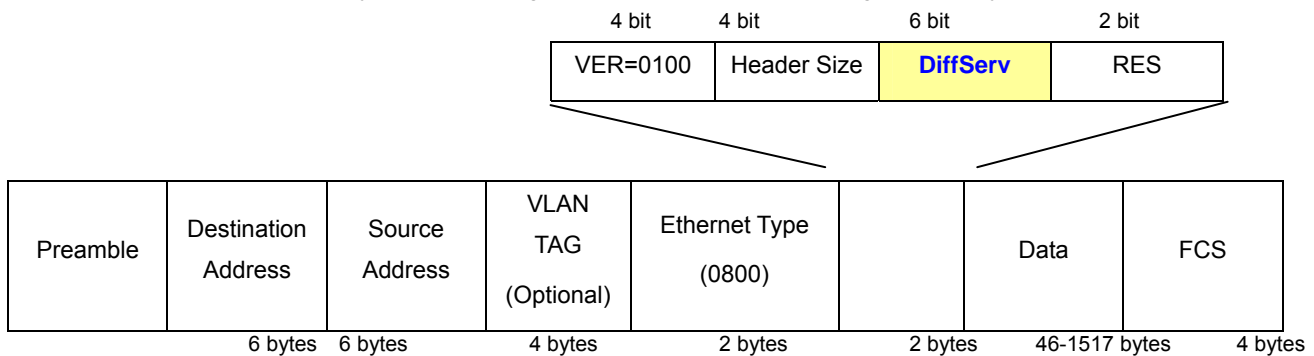 4 bit 4 bit 6 bit 2 bit
VER=0100 Header Size DiffServ RES
Preamble
Destination Address
Source Address
VLAN TAG (Optional)
Ethernet Type (0800)
Data
FCS
6 bytes 6 bytes 4 bytes 2 bytes 2 bytes 46-1517 bytes 4 bytes